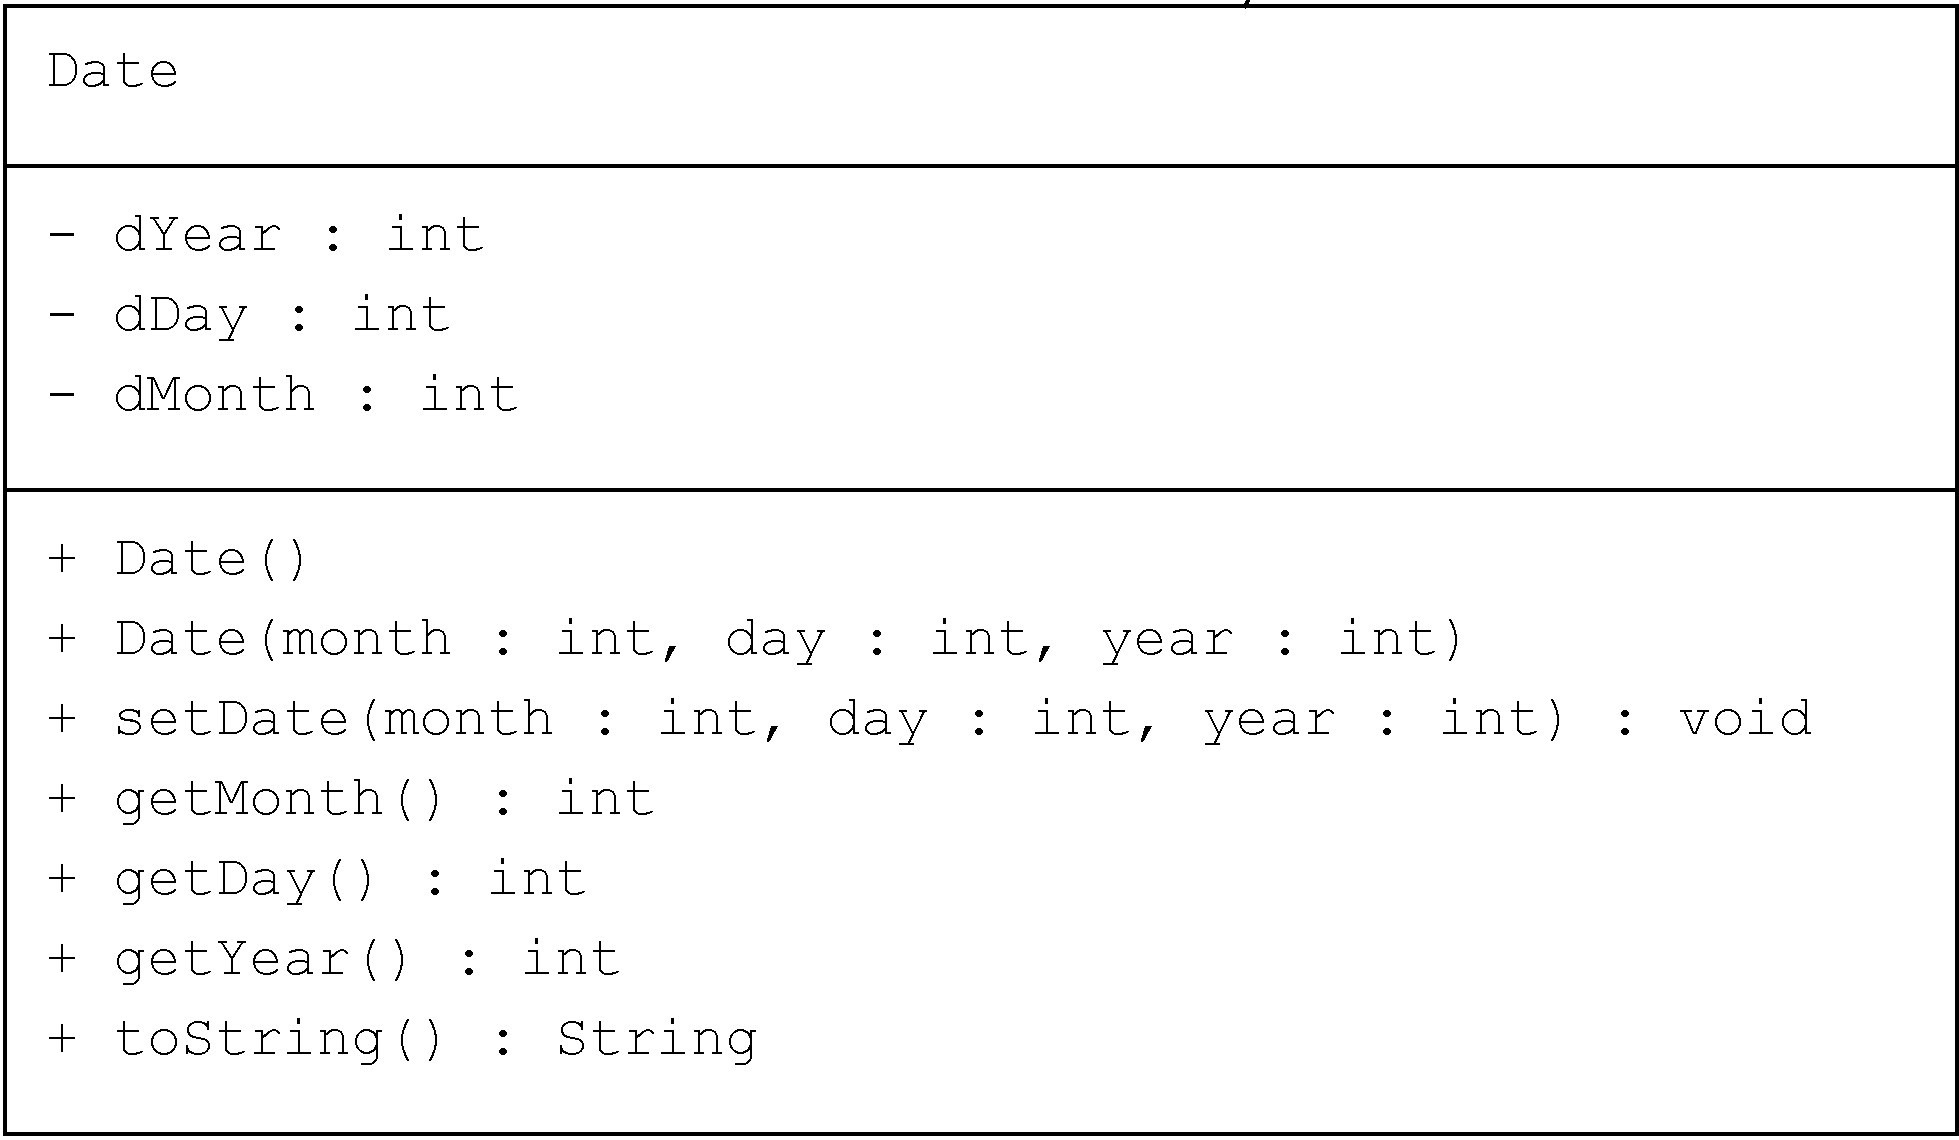 Date
- dYear : int
- dDay : int
- dMonth : int
+ Date()
+ Date(month : int, day : int, year : int)
+ setDate(month : int, day : int, year : int) : void
+ getMonth() : int
+ getDay() : int
+ getYear() : int
+ toString() : String